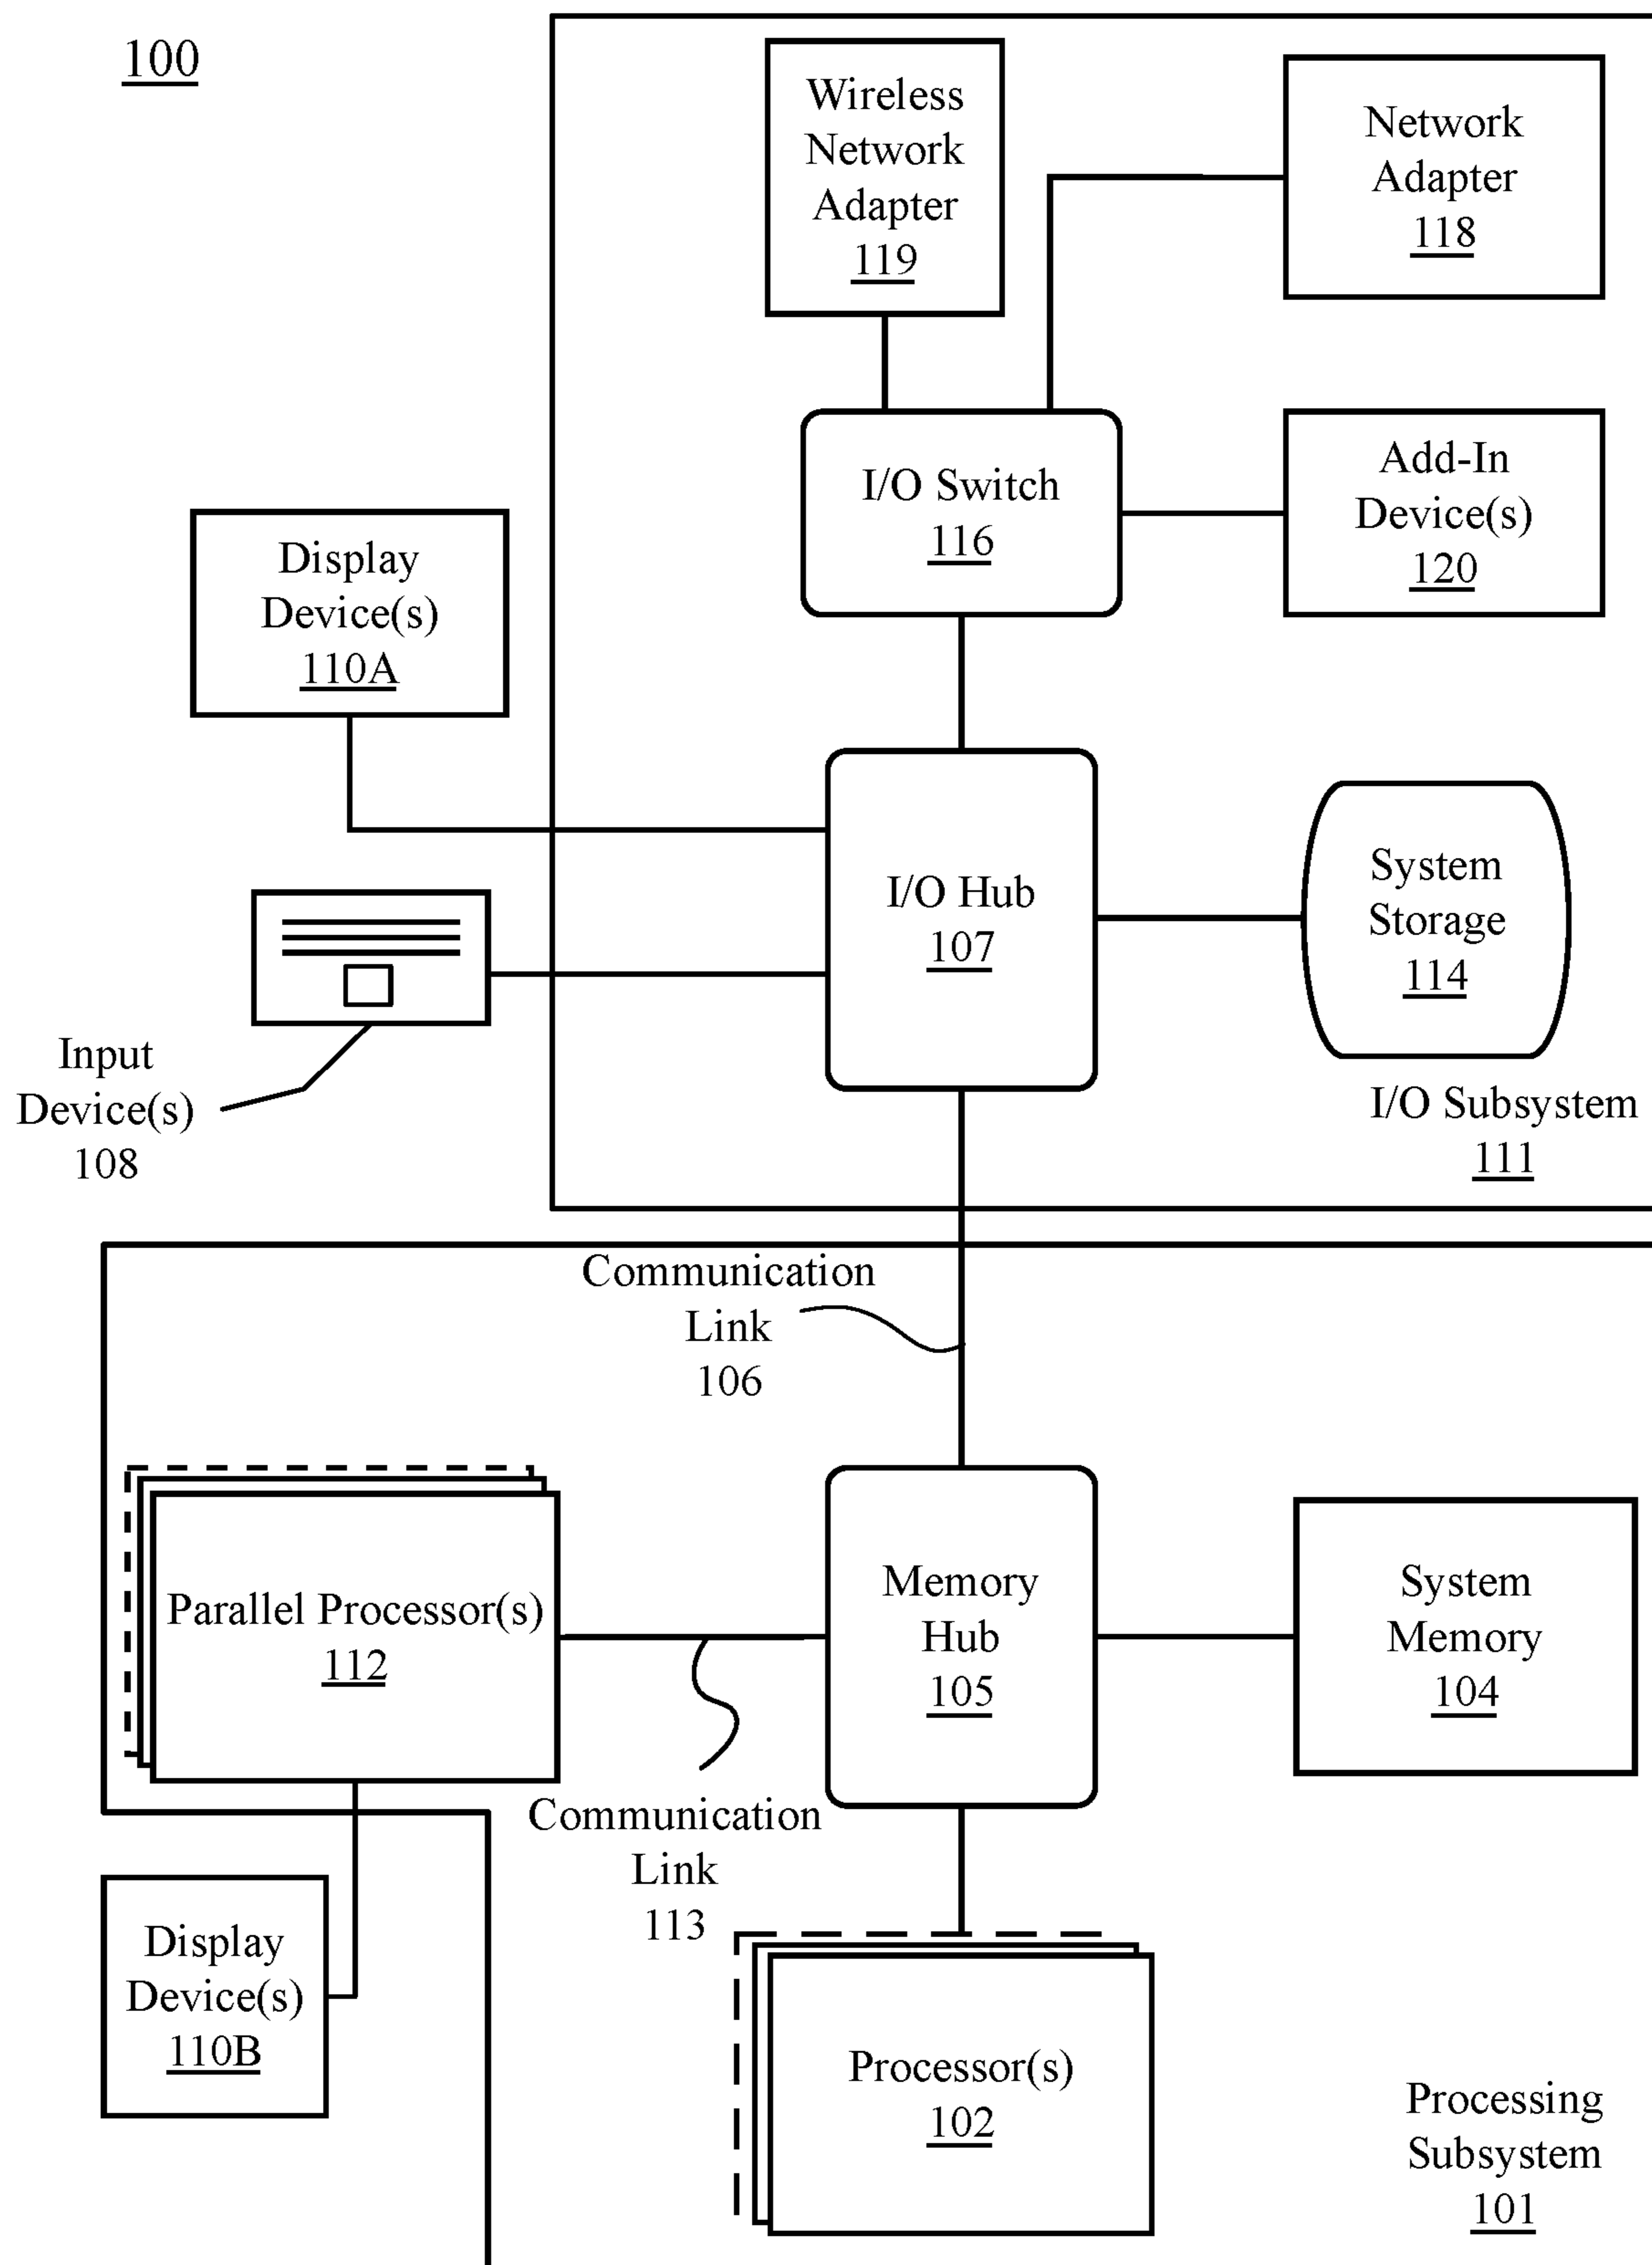 100
Wireless
Network
Adapter
119
Network
Adapter
118
I/O Switch
116
Add-In
Device(s)
120
Display
Device(s)
110A
I/O Hub
107
System
Storage
114
Input
Device(s)
108
I/O Subsystem
111
Communication
Link
106
Parallel Processor(s)
112
Memory
Hub
105
System
Memory
104
Communication
Link
113
Display
Device(s)
110B
Processor(s)
102
Processing
Subsystem
101